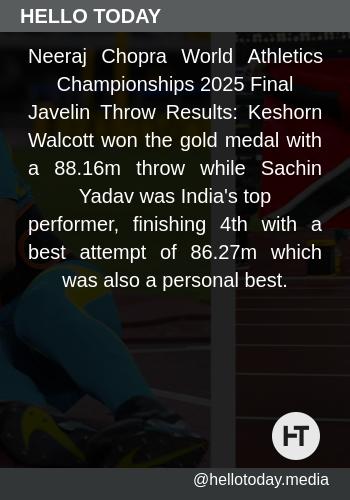 HELLO TODAY
Neeraj Chopra World Athletics
Championships 2025 Final
Javelin Throw Results: Keshorn
Walcott won the gold medal with
a 88.16m throw while Sachin
Yadav was India's top
performer, finishing 4th with a
best attempt of 86.27m which
was also a personal best.
HT
@hellotoday.media